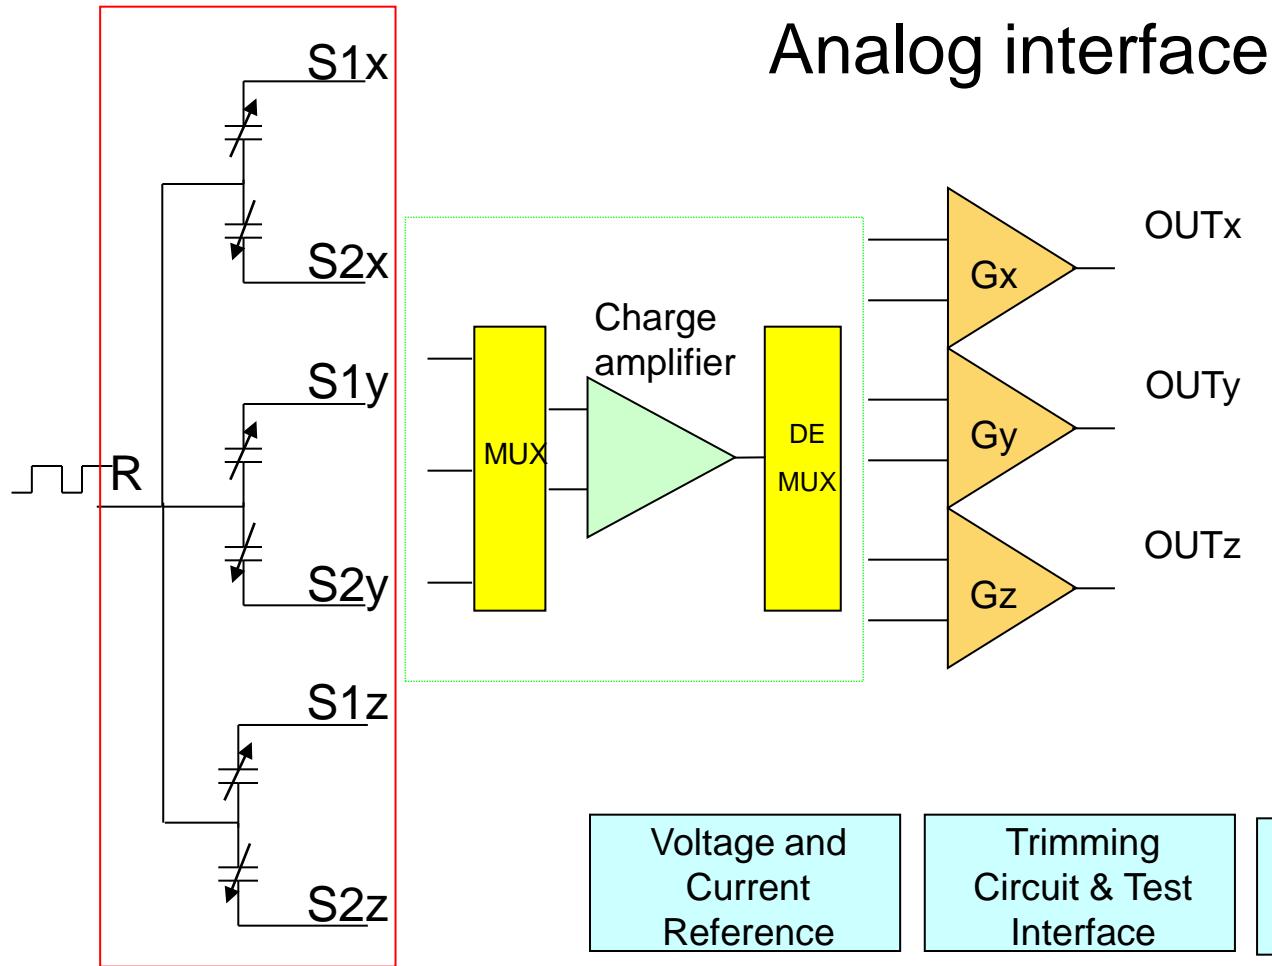 Analog interface
S1x
S2x
S1y
R
S2y
S1z
S2z
MUX
Charge
amplifier
DE
MUX
Gx
Gy
Gz
OUTx
OUTy
OUTz
Voltage and
Current
Reference
Trimming
Circuit & Test
Interface